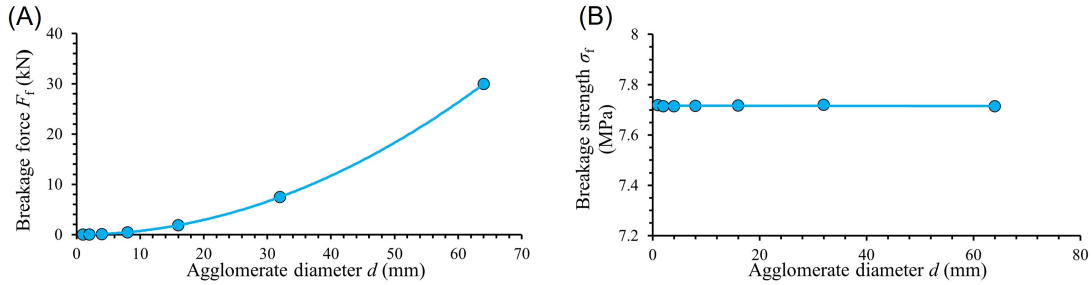 (A)
Breakage force Ff (kN)
40
30
20
10
0
0 10 20 30 40 50 60 70
Agglomerate diameter d (mm)
(B)
Breakage strength σf
(MPa)
8
7.8
7.6
7.4
7.2
0 20 40 60 80
Agglomerate diameter d (mm)